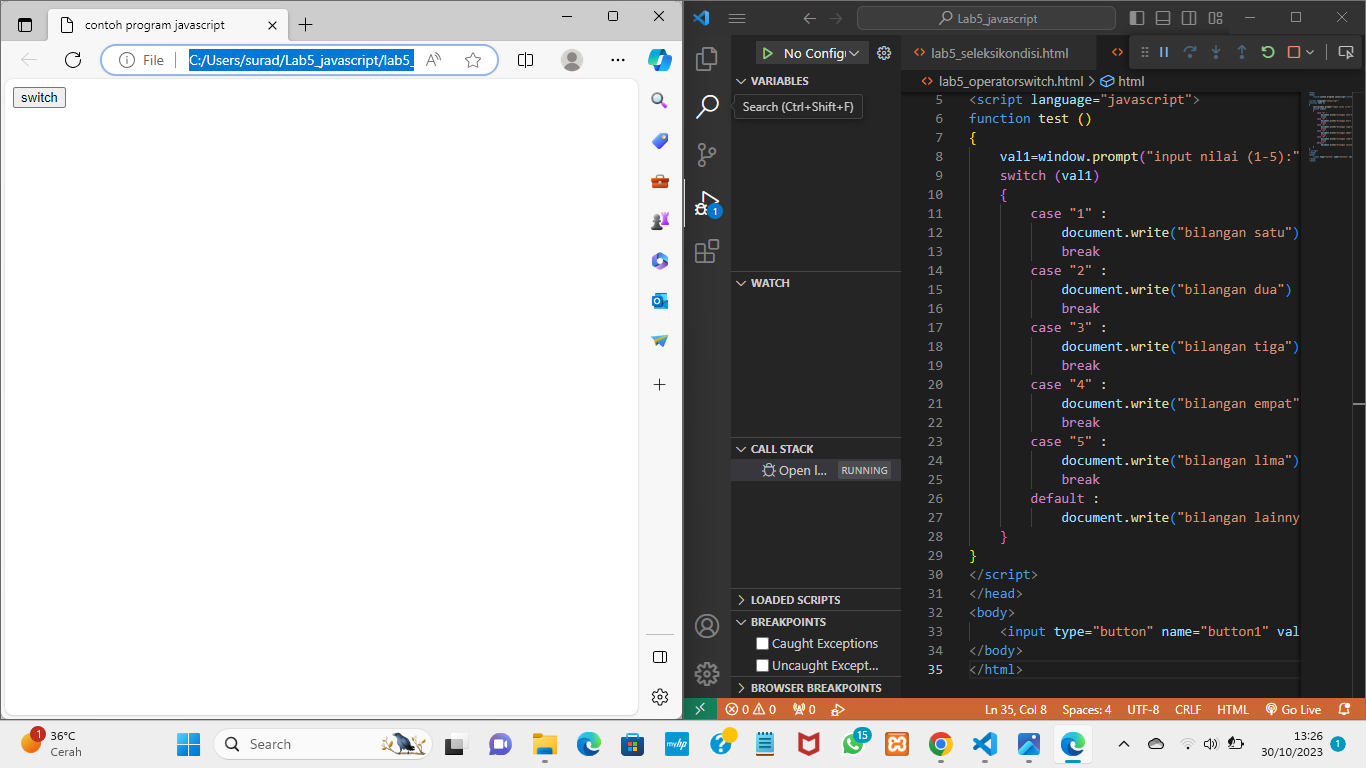 contoh program javascript
File
C:/Users/surad/Lab5_javascript/lab5_
switch
Lab5_javascript
No Configu
lab5_seleksikondisi.html
lab5_operatorswitch.html > html
VARIABLES
Search (Ctrl+Shift+F)
1
WATCH
CALL STACK
Open l... RUNNING
LOADED SCRIPTS
BREAKPOINTS
Caught Exceptions
Uncaught Except...
BROWSER BREAKPOINTS
5 <script language="javascript">
6 function test ()
7 {
8 val1=window.prompt("input nilai (1-5):"
9 switch (val1)
10 {
11 case "1" :
12 document.write("bilangan satu")
13 break
14 case "2" :
15 document.write("bilangan dua")
16 break
17 case "3" :
18 document.write("bilangan tiga")
19 break
20 case "4" :
21 document.write("bilangan empat"
22 break
23 case "5" :
24 document.write("bilangan lima")
25 break
26 default :
27 document.write("bilangan lainny
28 }
29 }
30 </script>
31 </head>
32 <body>
33 <input type="button" name="button1" val
34 </body>
35 </html>
0 0 0
Ln 35, Col 8 Spaces: 4 UTF-8 CRLF HTML Go Live
1 36°C
Cerah
Search
myhp
15
13:26
30/10/2023
1